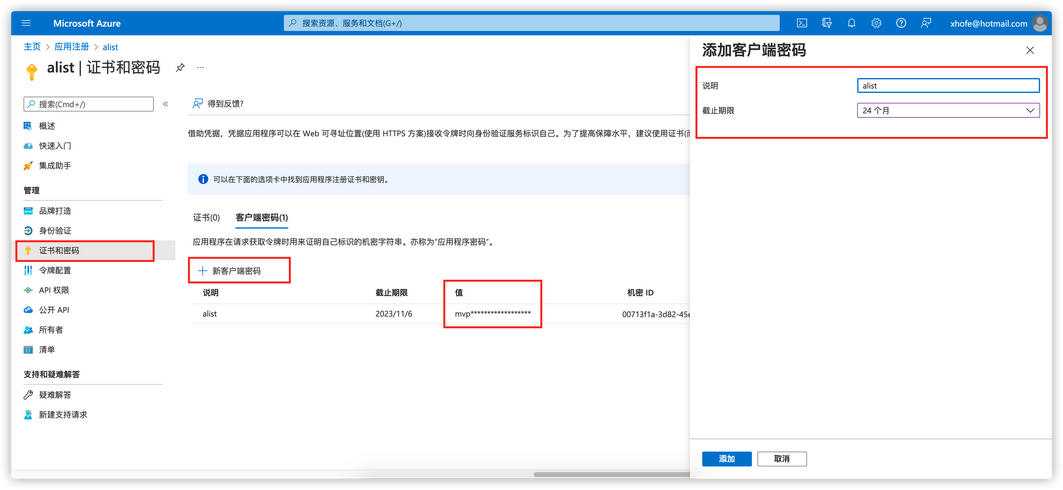 Microsoft Azure
搜索资源、服务和文档(G+/)
xhofe@hotmail.com
主页 > 应用注册 > alist
alist | 证书和密码
搜索(Cmd+/)
概述
快速入门
集成助手
管理
品牌打造
身份验证
证书和密码
令牌配置
API 权限
公开 API
所有者
清单
支持和疑难解答
疑难解答
新建支持请求
得到反馈?
借助凭据，凭据应用程序可以在 Web 可寻址位置(使用 HTTPS 方案)接收令牌时向身份验证服务标识自己。为了提高保障水平，建议使用证书(而
可以在下面的选项卡中找到应用程序注册证书和密钥。
证书(0) 客户端密码(1)
应用程序在请求获取令牌时用来证明自己标识的机密字符串。亦称为"应用程序密码"。
新客户端密码
说明 截止期限 值 机密 ID
alist 2023/11/6 mvp****************** 00713f1a-3d82-45e
添加客户端密码
说明 alist
截止期限 24 个月
添加 取消